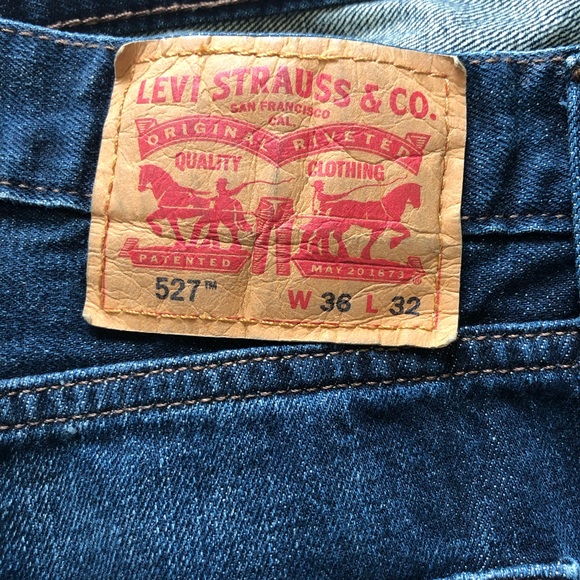 LEVI STRAUSS & CO.
SAN FRANCISCO
CAL.
ORIGINAL RIVETED
QUALITY CLOTHING
PATENTED MAY 20 1873
527™ W 36 L 32